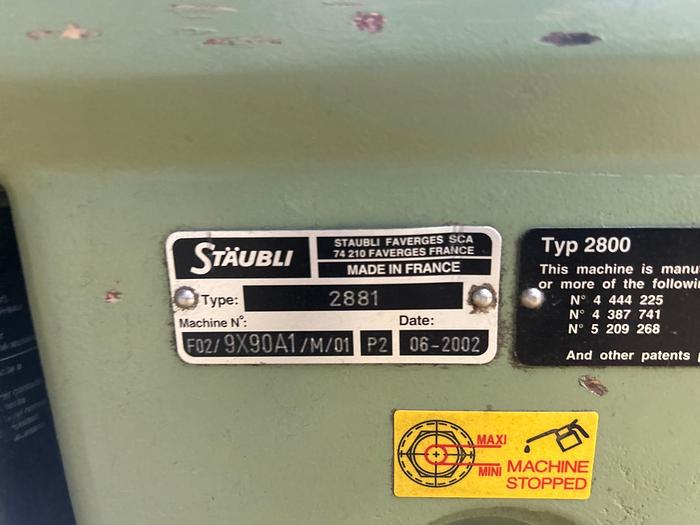 STÄUBLI
STAUBLI FAVERGES SCA
74 210 FAVERGES FRANCE
MADE IN FRANCE
Type: 2881
Machine N°: Date:
F02/9X90A1/M/01 P2 06-2002
Typ 2800
This machine is manu
or more of the followin
N° 4 444 225
N° 4 387 741
N° 5 209 268
And other patents p
MAXI
MINI
MACHINE
STOPPED